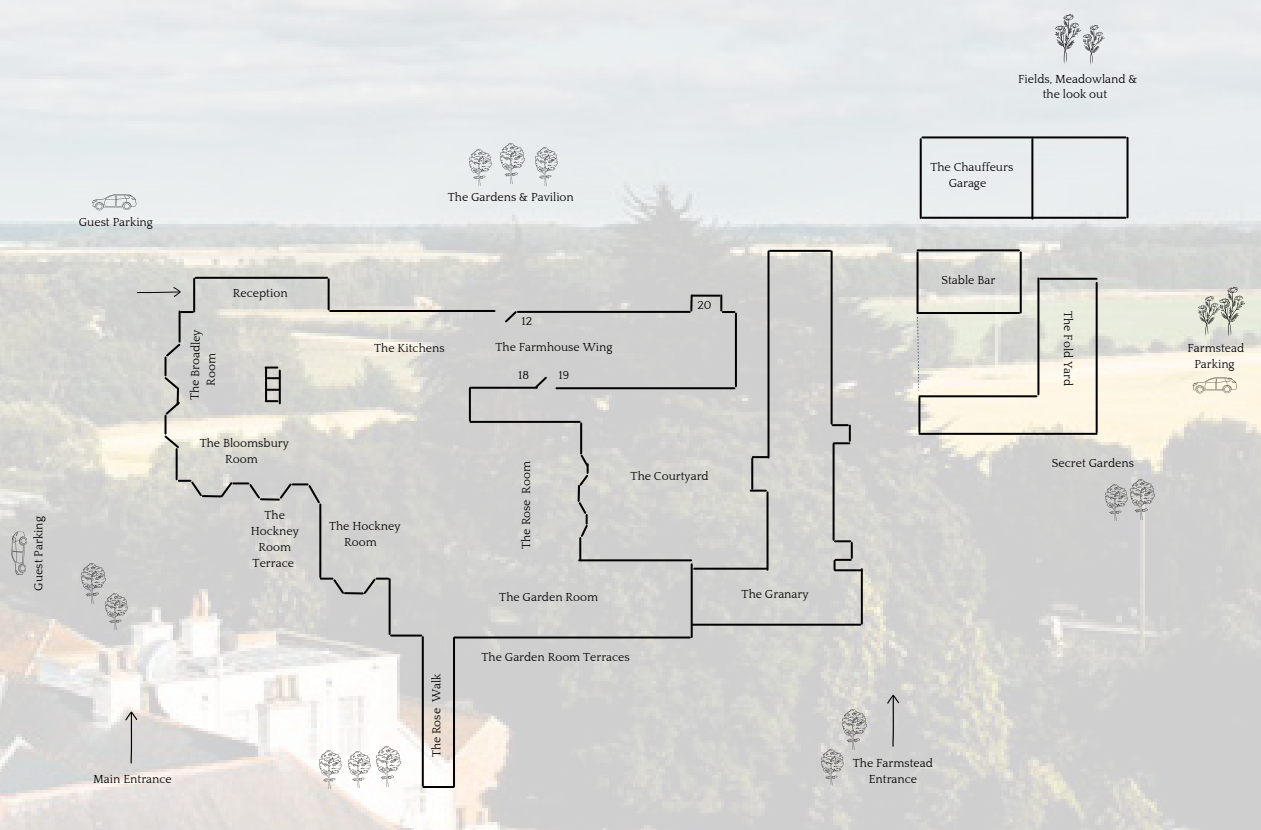 Fields, Meadowland &
the look out
The Chauffeurs
Garage
The Gardens & Pavilion
Guest Parking
Stable Bar
Reception
20
12
The Fold Yard
The Broadley
Room
The Kitchens
The Farmhouse Wing
Farmstead
Parking
18
19
The Bloomsbury
Room
Secret Gardens
The Courtyard
The Rose Room
The
Hockney
Room
Terrace
The Hockney
Room
Guest Parking
The Garden Room
The Granary
The Garden Room Terraces
The Rose Walk
Main Entrance
The Farmstead
Entrance